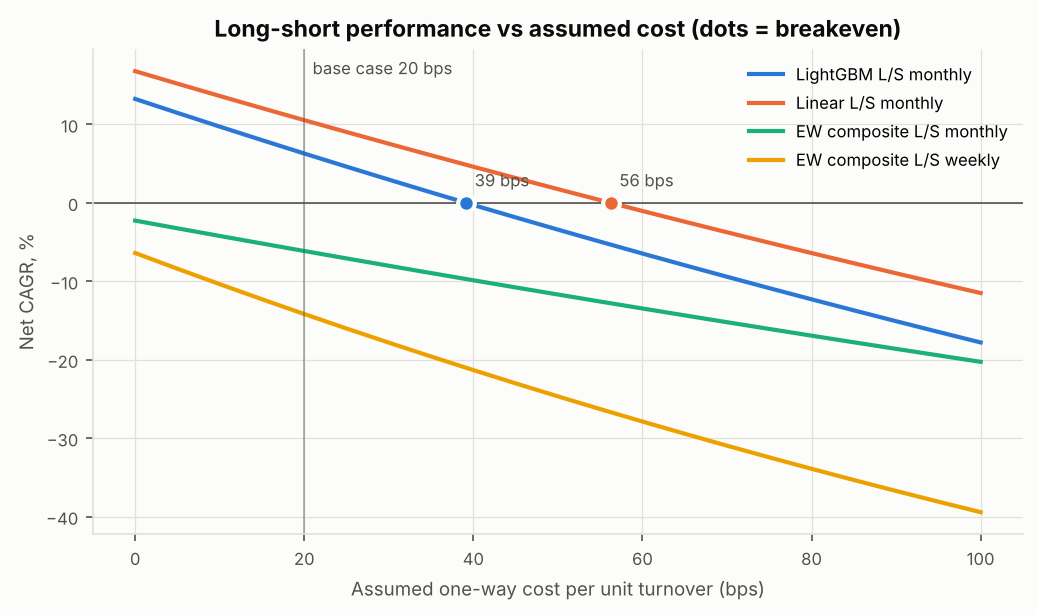 Long-short performance vs assumed cost (dots = breakeven)
base case 20 bps
LightGBM L/S monthly
Linear L/S monthly
EW composite L/S monthly
EW composite L/S weekly
39 bps
56 bps
Net CAGR, %
10
0
−10
−20
−30
−40
0 20 40 60 80 100
Assumed one-way cost per unit turnover (bps)